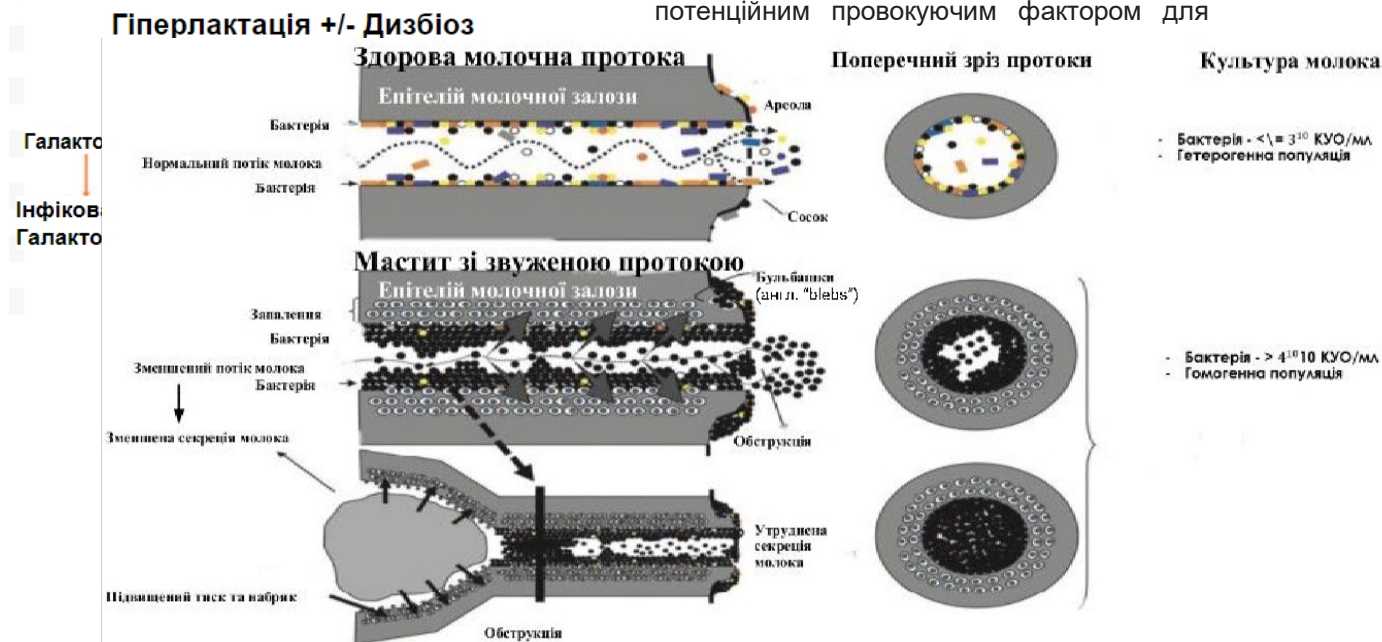 потенційним провокуючим фактором для
Гіперлактація +/- Дизбіоз
Здорова молочна протока
Поперечний зріз протоки
Культура молока
Епітелій молочної залози
Ареола
Бактерія
Нормальний потік молока
Бактерія
Сосок
- Бактерія - <\= 3¹⁰ КУО/мл
- Гетерогенна популяція
Галакто
Інфікова
Галакто
Мастит зі звуженою протокою
Епітелій молочної залози
Бульбашки
(англ. "blebs")
Запалення
Бактерія
Зменшений потік молока
Бактерія
Зменшена секреція молока
Обструкція
- Бактерія - > 4¹⁰10 КУО/мл
- Гомогенна популяція
Утруднена
секреція
молока
Підвищений тиск та набряк
Обструкція